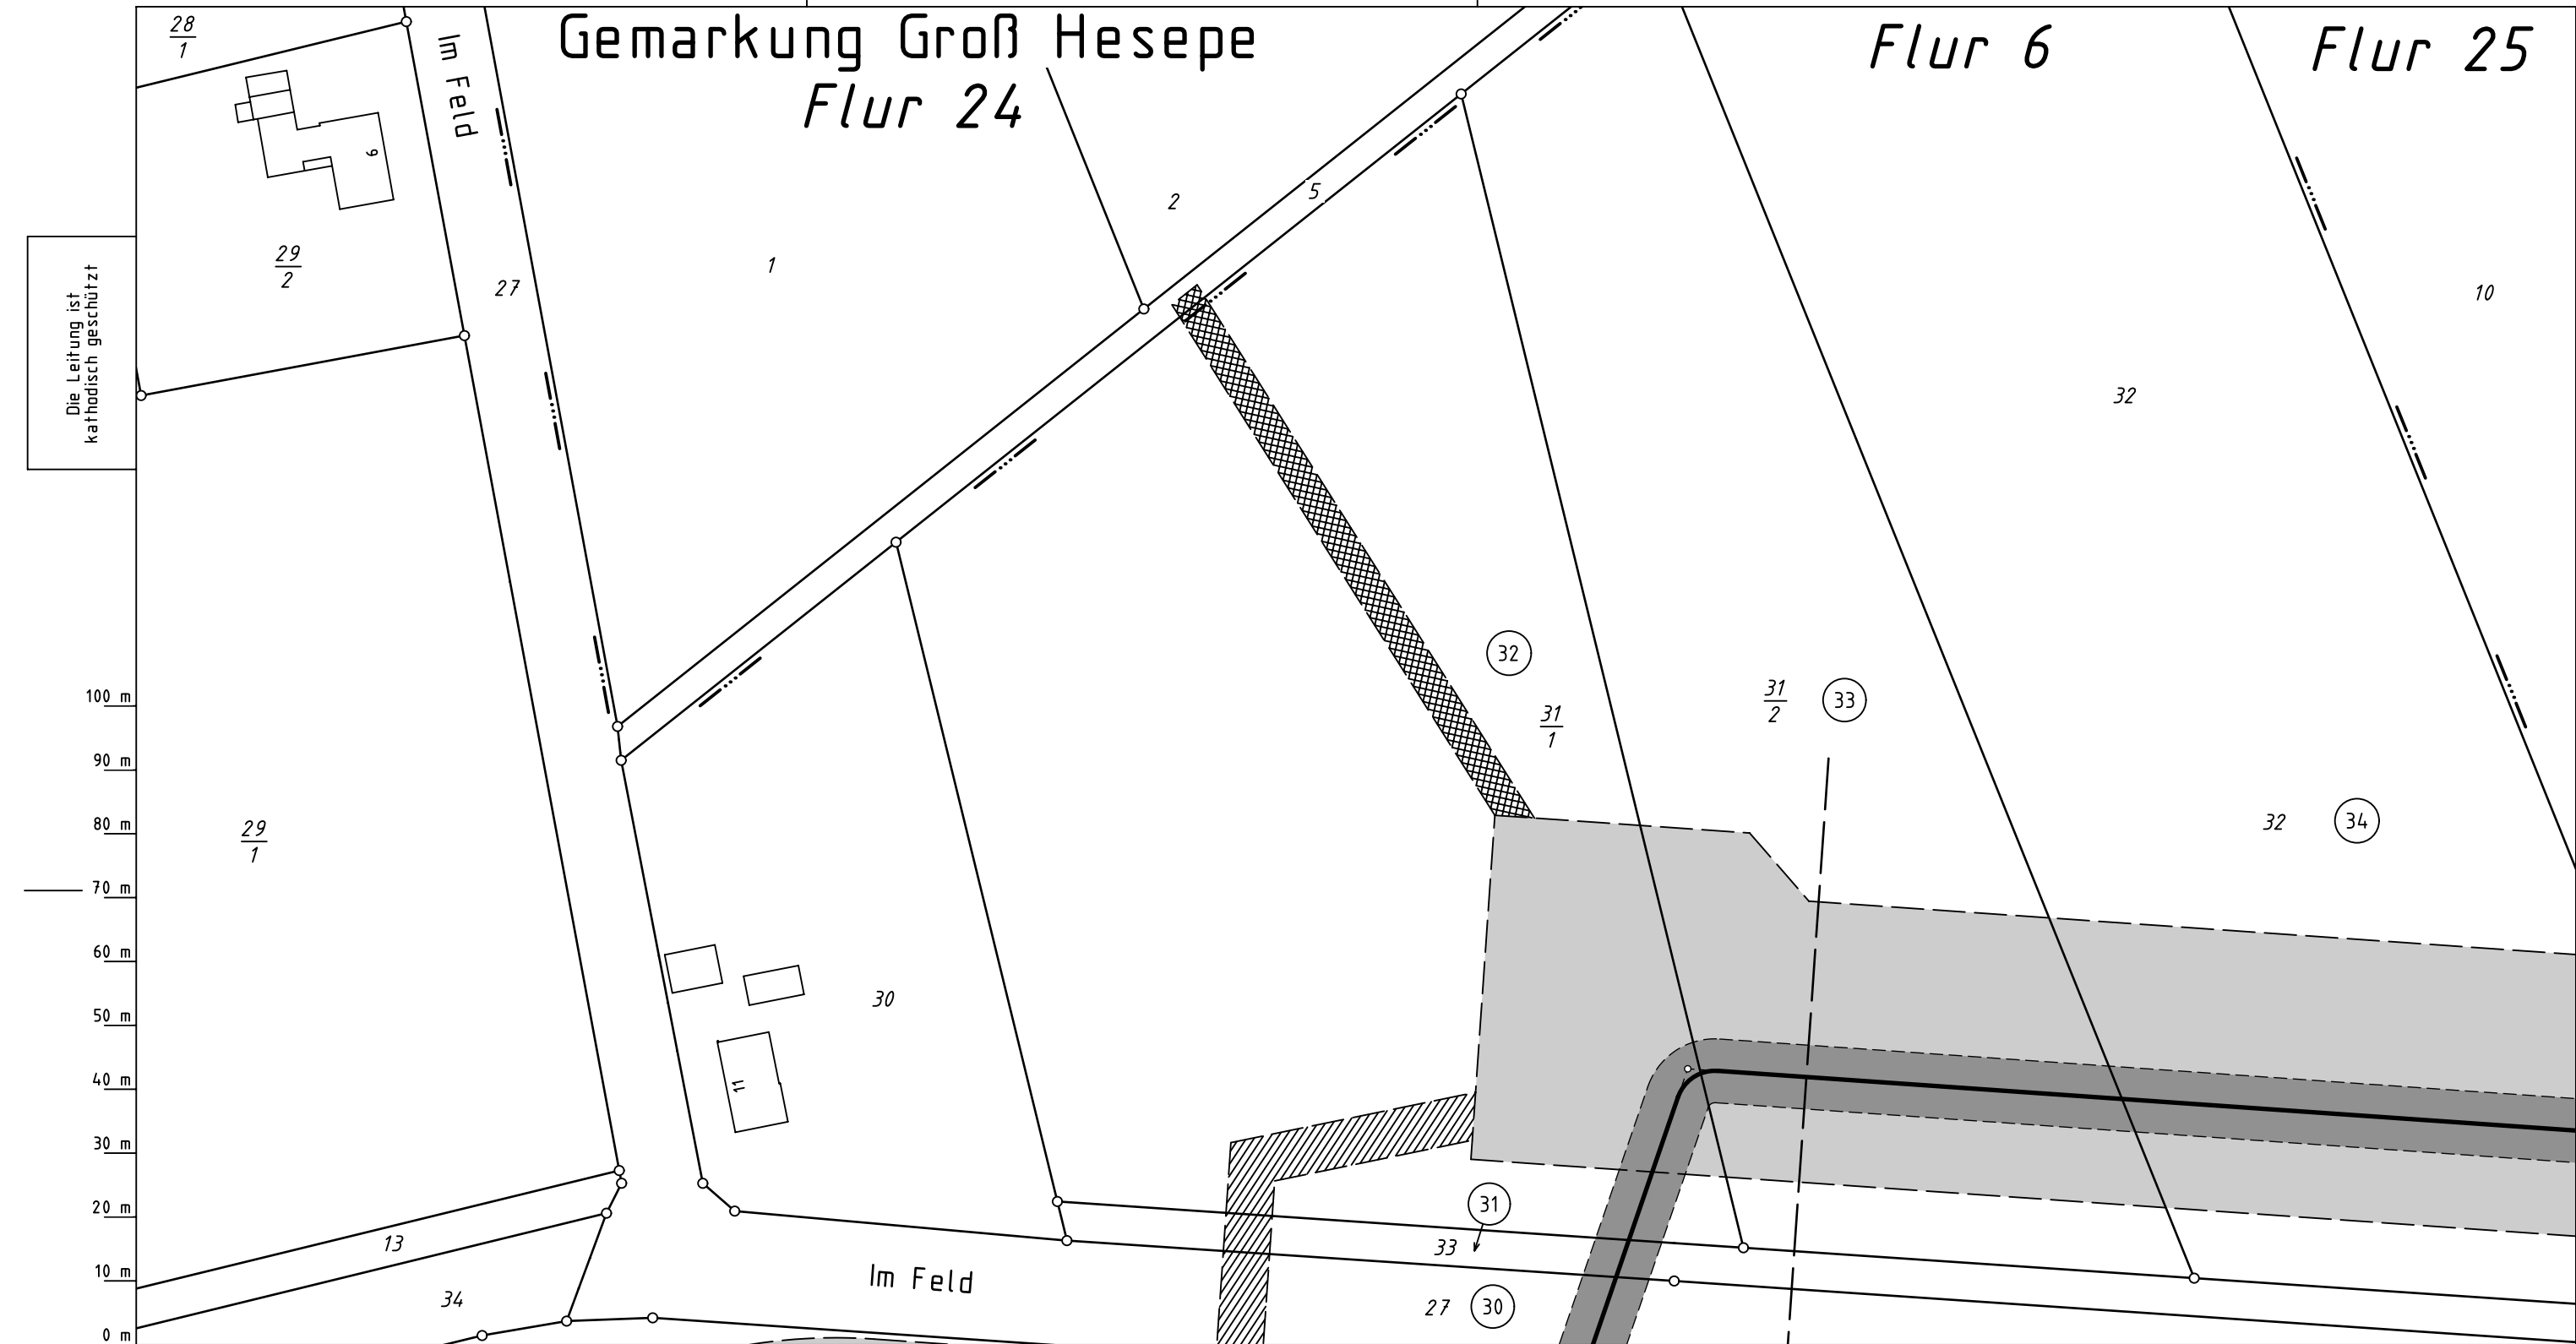 28
1
Im Feld
Gemarkung Groß Hesepe
Flur 24
Flur 6
Flur 25
9
2
5
29
2
27
1
10
Die Leitung ist
kathodisch geschützt
32
32
31
1
31
2
33
100 m
90 m
80 m
70 m
60 m
50 m
40 m
30 m
20 m
10 m
0 m
29
1
32
34
30
11
31
33
13
Im Feld
34
27
30